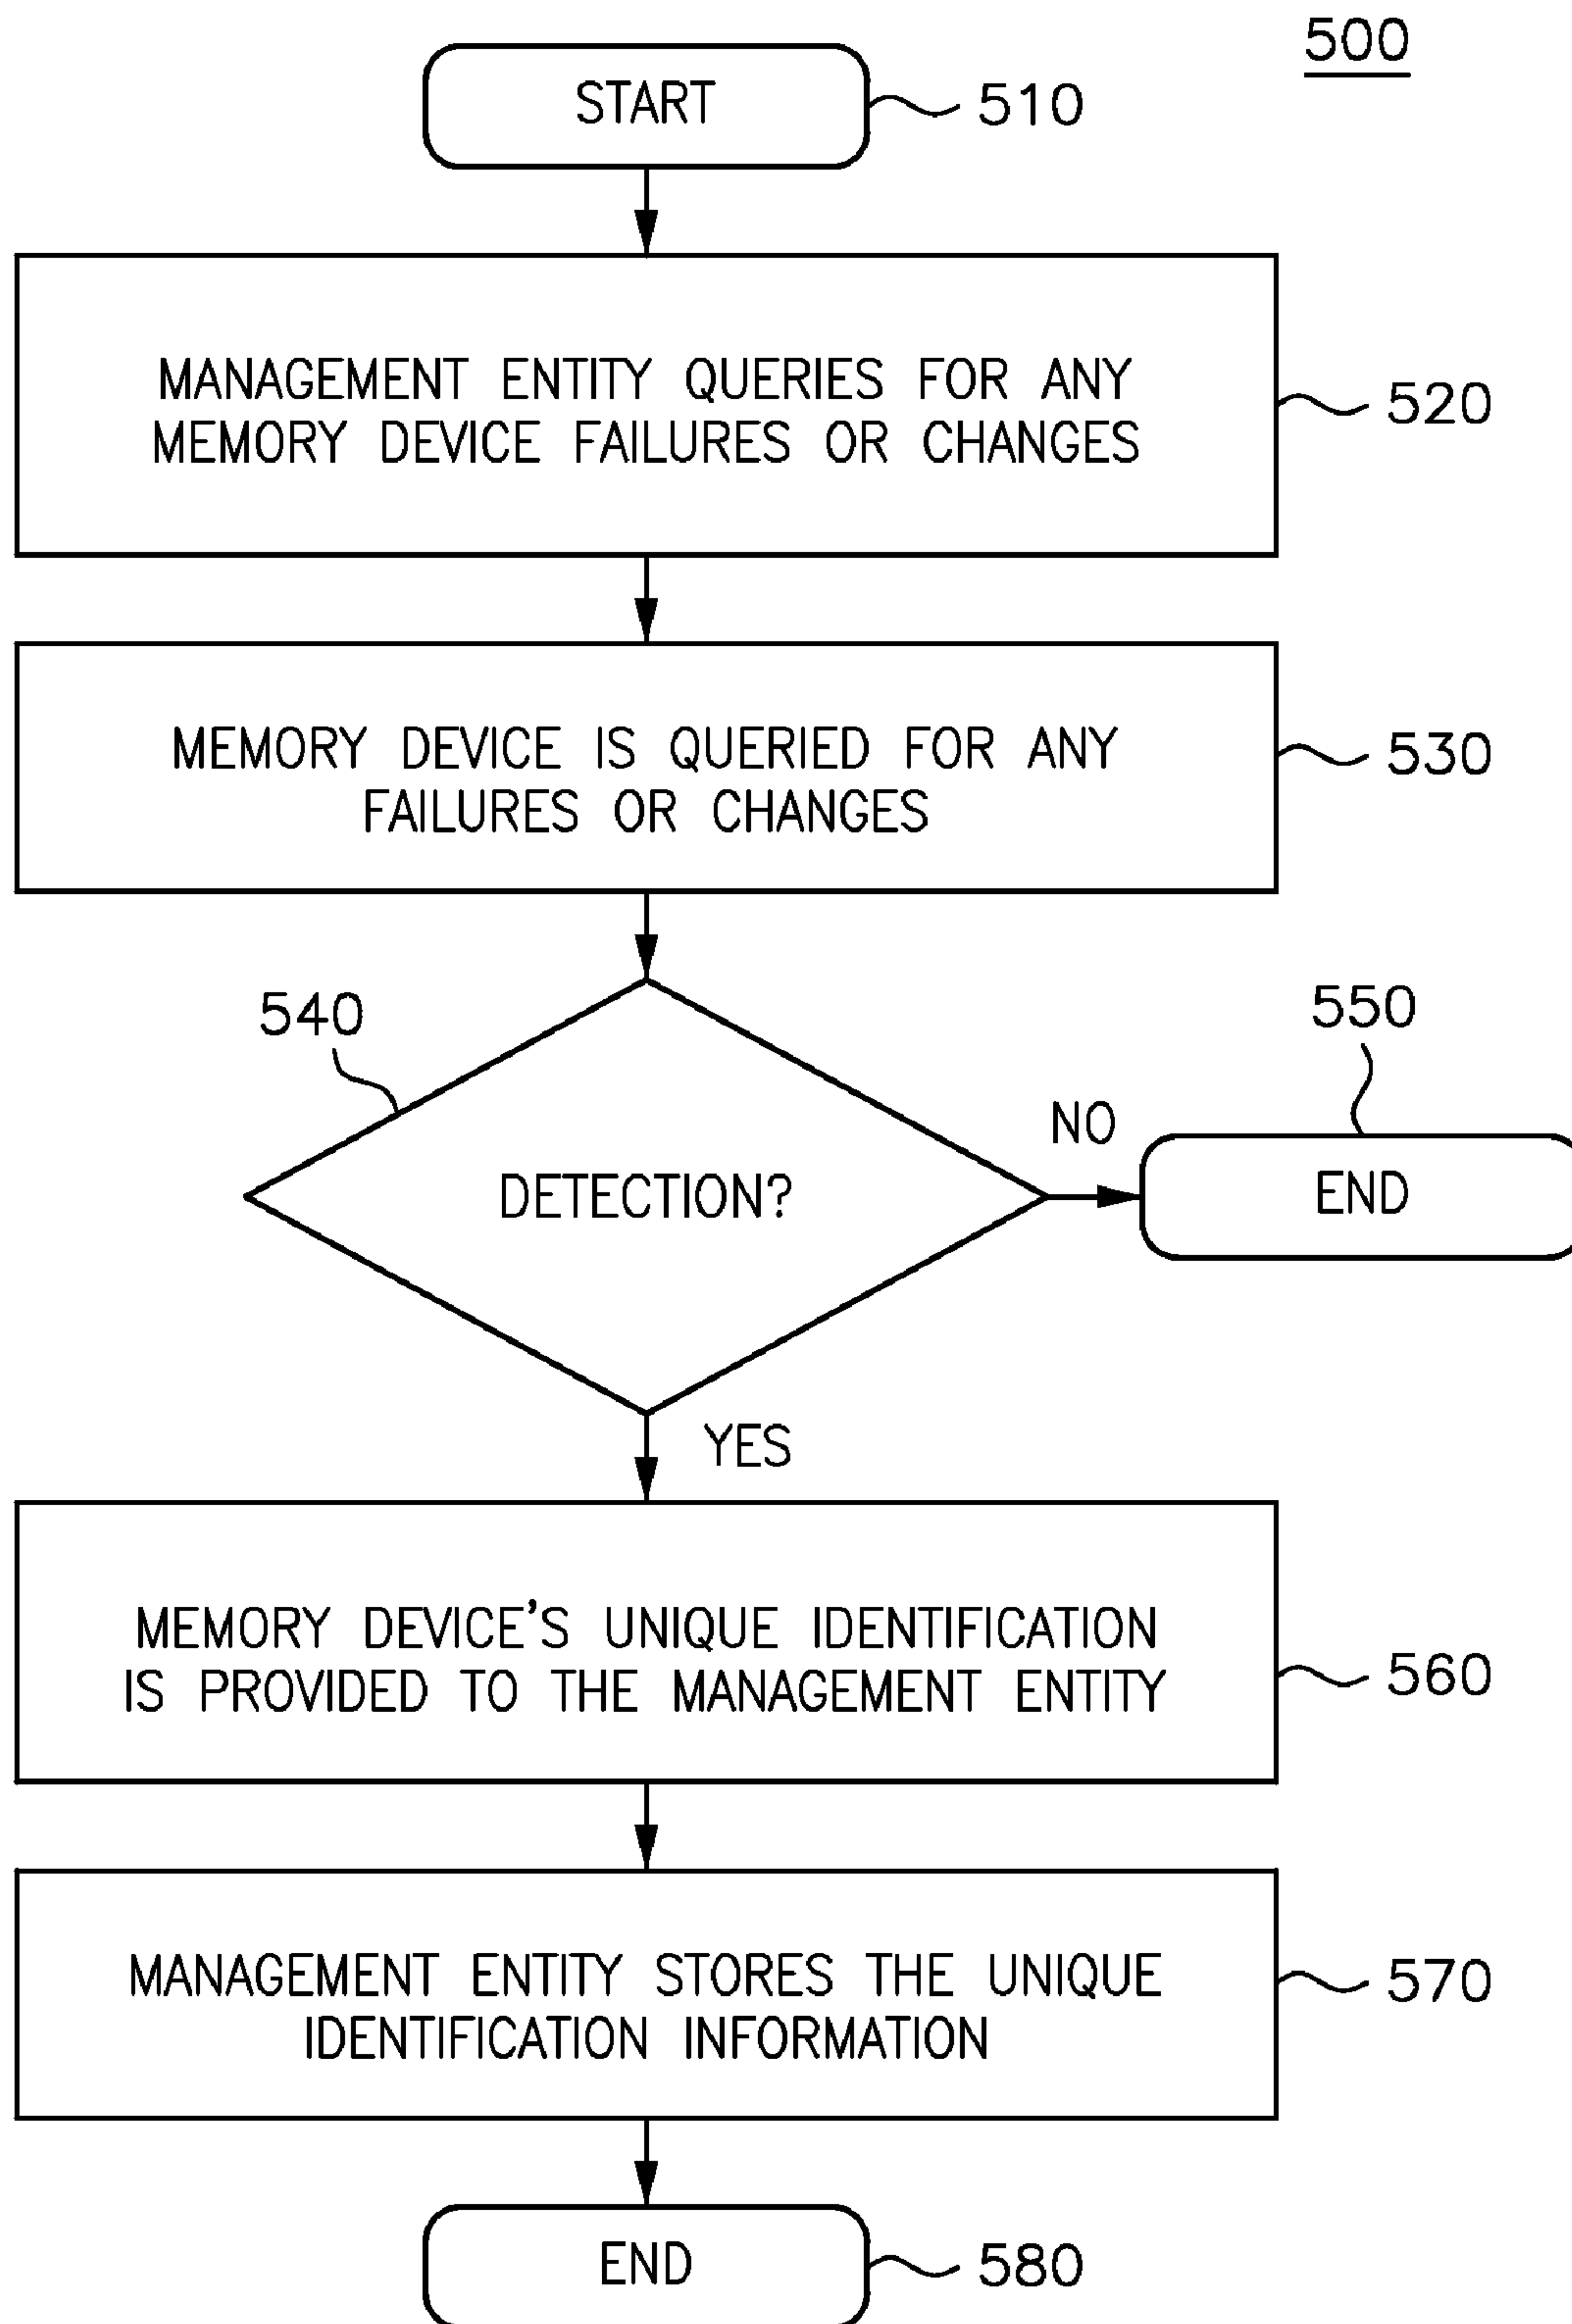 500
START
510
MANAGEMENT ENTITY QUERIES FOR ANY
MEMORY DEVICE FAILURES OR CHANGES
520
MEMORY DEVICE IS QUERIED FOR ANY
FAILURES OR CHANGES
530
540
DETECTION?
NO
550
END
YES
MEMORY DEVICE'S UNIQUE IDENTIFICATION
IS PROVIDED TO THE MANAGEMENT ENTITY
560
MANAGEMENT ENTITY STORES THE UNIQUE
IDENTIFICATION INFORMATION
570
END
580